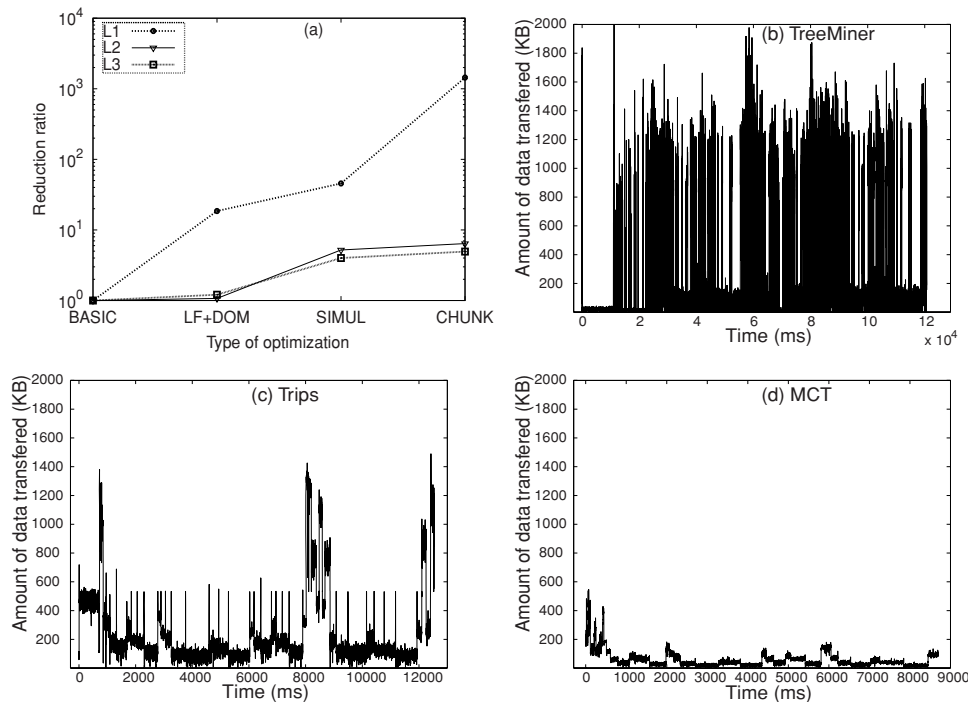 (a)
L1
L2
L3
10^4
10^3
10^2
10^1
10^0
Reduction ratio
BASIC LF+DOM SIMUL CHUNK
Type of optimization
(b) TreeMiner
2000
1800
1600
1400
1200
1000
800
600
400
200
Amount of data transfered (KB)
0 2 4 6 8 10 12
x 10^4
Time (ms)
(c) Trips
2000
1800
1600
1400
1200
1000
800
600
400
200
Amount of data transfered (KB)
0 2000 4000 6000 8000 10000 12000
Time (ms)
(d) MCT
2000
1800
1600
1400
1200
1000
800
600
400
200
Amount of data transfered (KB)
0 1000 2000 3000 4000 5000 6000 7000 8000 9000
Time (ms)